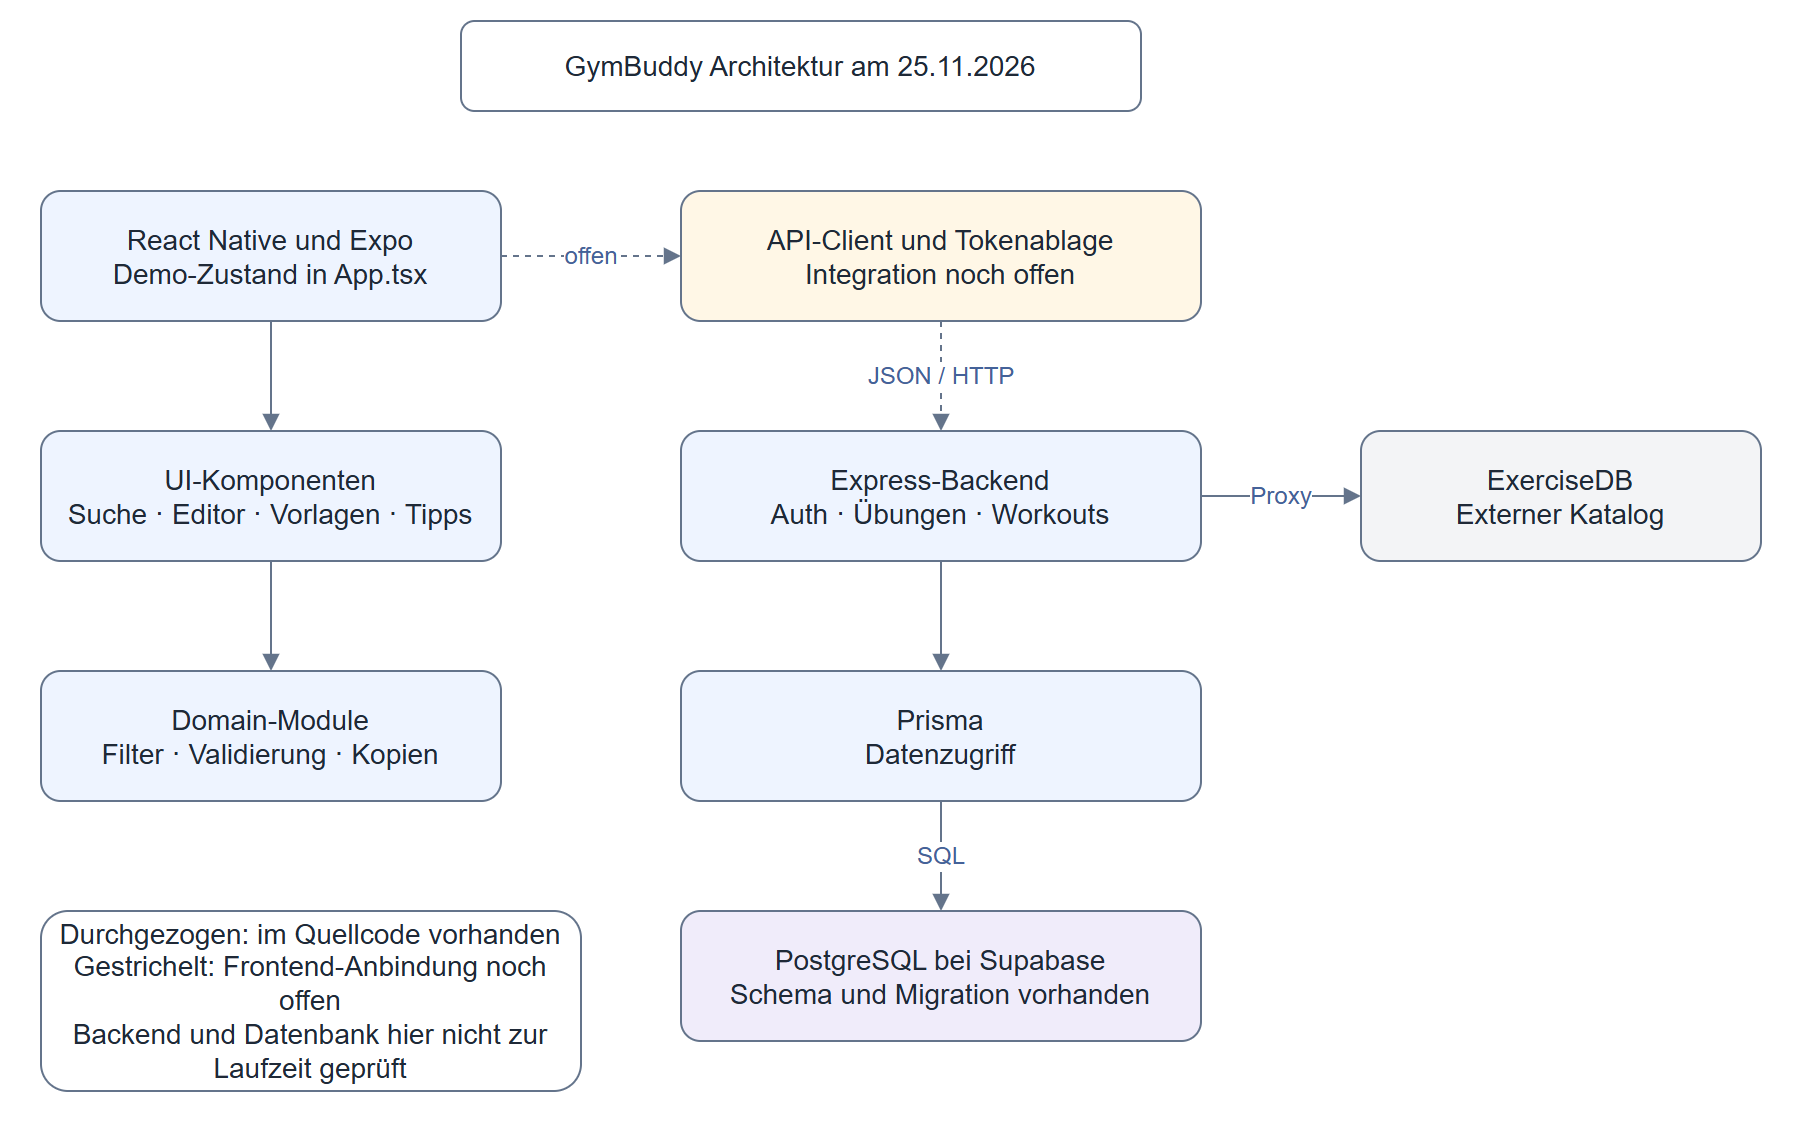 GymBuddy Architektur am 25.11.2026
React Native und Expo
Demo-Zustand in App.tsx
offen
API-Client und Tokenablage
Integration noch offen
JSON / HTTP
UI-Komponenten
Suche · Editor · Vorlagen · Tipps
Express-Backend
Auth · Übungen · Workouts
Proxy
ExerciseDB
Externer Katalog
Domain-Module
Filter · Validierung · Kopien
Prisma
Datenzugriff
SQL
Durchgezogen: im Quellcode vorhanden
Gestrichelt: Frontend-Anbindung noch
offen
Backend und Datenbank hier nicht zur
Laufzeit geprüft
PostgreSQL bei Supabase
Schema und Migration vorhanden